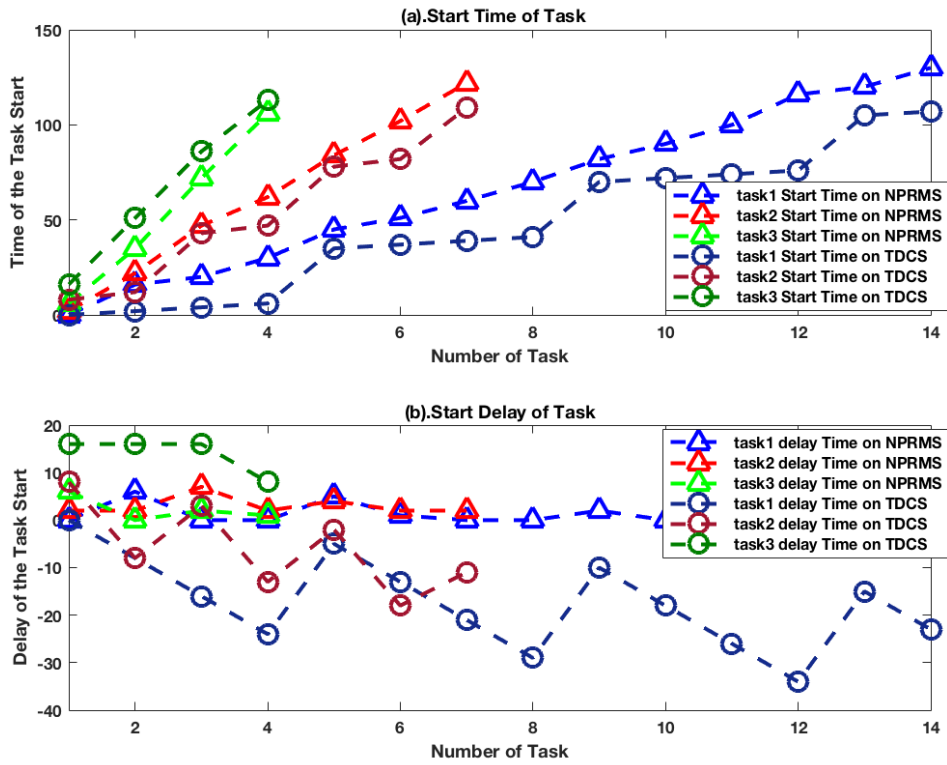 (a).Start Time of Task
150
100
50
0
Time of the Task Start
task1 Start Time on NPRMS
task2 Start Time on NPRMS
task3 Start Time on NPRMS
task1 Start Time on TDCS
task2 Start Time on TDCS
task3 Start Time on TDCS
2 4 6 8 10 12 14
Number of Task
(b).Start Delay of Task
20
10
0
-10
-20
-30
-40
Delay of the Task Start
task1 delay Time on NPRMS
task2 delay Time on NPRMS
task3 delay Time on NPRMS
task1 delay Time on TDCS
task2 delay Time on TDCS
task3 delay Time on TDCS
2 4 6 8 10 12 14
Number of Task